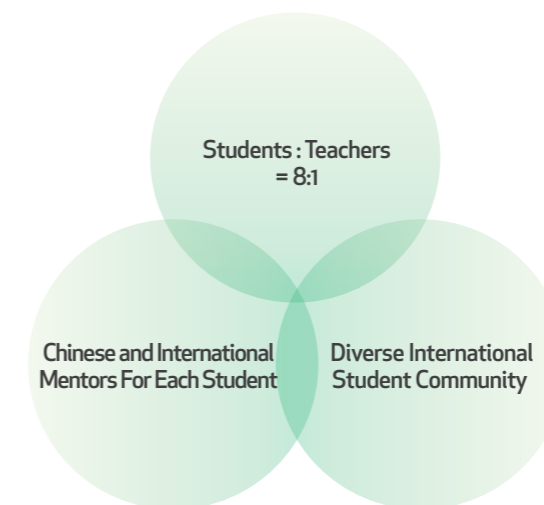 Students : Teachers
= 8:1
Chinese and International
Mentors For Each Student
Diverse International
Student Community